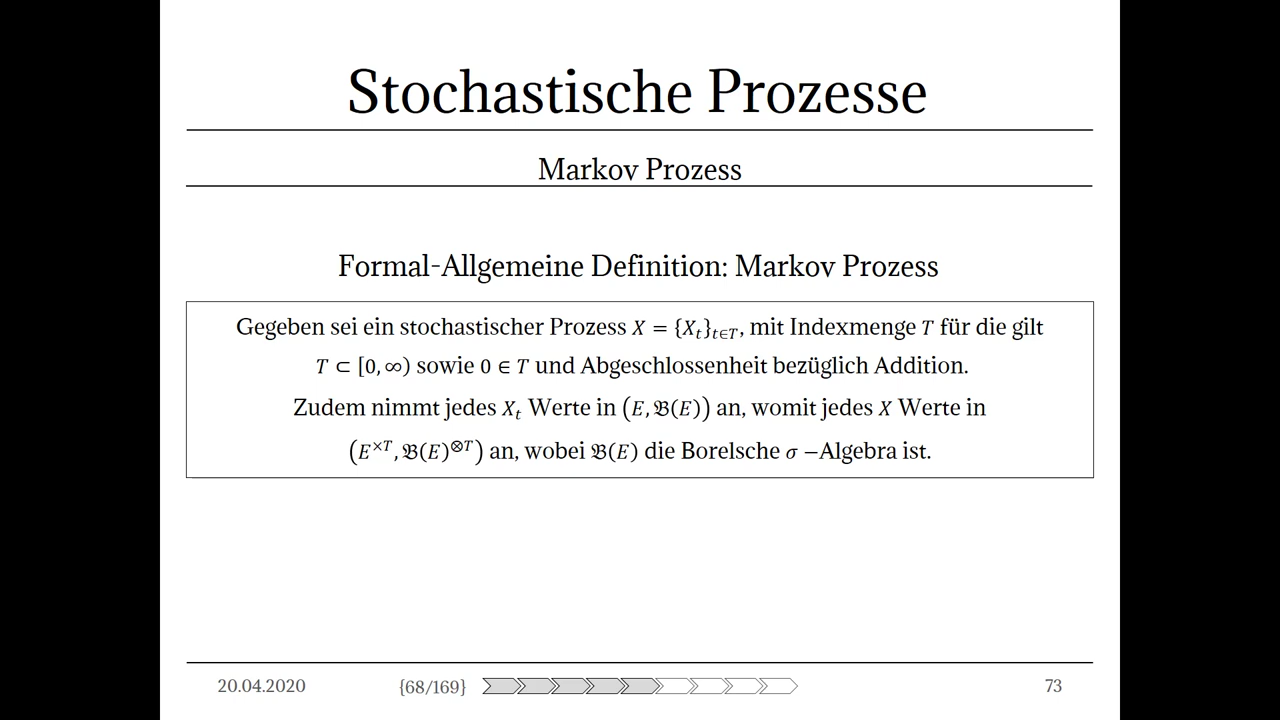 Stochastische Prozesse
Markov Prozess
Formal-Allgemeine Definition: Markov Prozess
Gegeben sei ein stochastischer Prozess X = {Xₜ}ₜ∈T, mit Indexmenge T für die gilt
T ⊂ [0, ∞) sowie 0 ∈ T und Abgeschlossenheit bezüglich Addition.
Zudem nimmt jedes Xₜ Werte in (E, 𝔅(E)) an, womit jedes X Werte in
(E^×T, 𝔅(E)^⊗T) an, wobei 𝔅(E) die Borelsche σ −Algebra ist.
20.04.2020 {68/169} 73